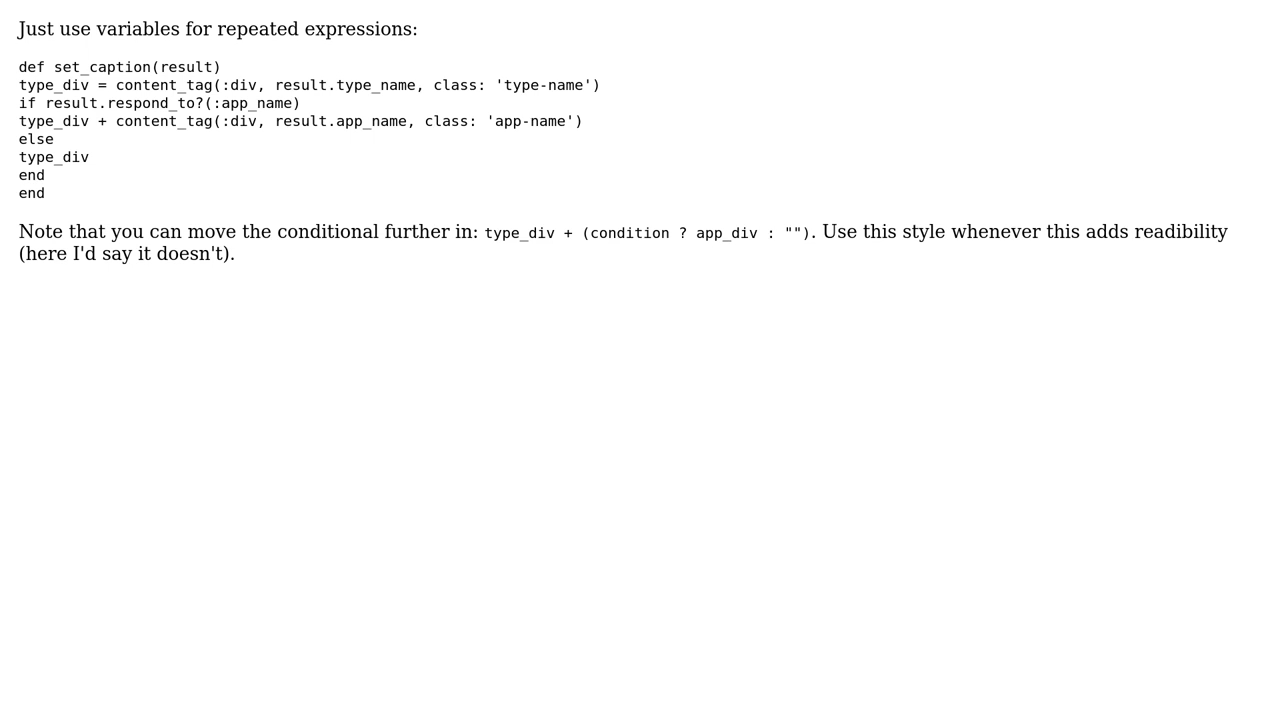 Just use variables for repeated expressions:
def set_caption(result)
type_div = content_tag(:div, result.type_name, class: 'type-name')
if result.respond_to?(:app_name)
type_div + content_tag(:div, result.app_name, class: 'app-name')
else
type_div
end
end
Note that you can move the conditional further in: type_div + (condition ? app_div : ""). Use this style whenever this adds readibility
(here I'd say it doesn't).